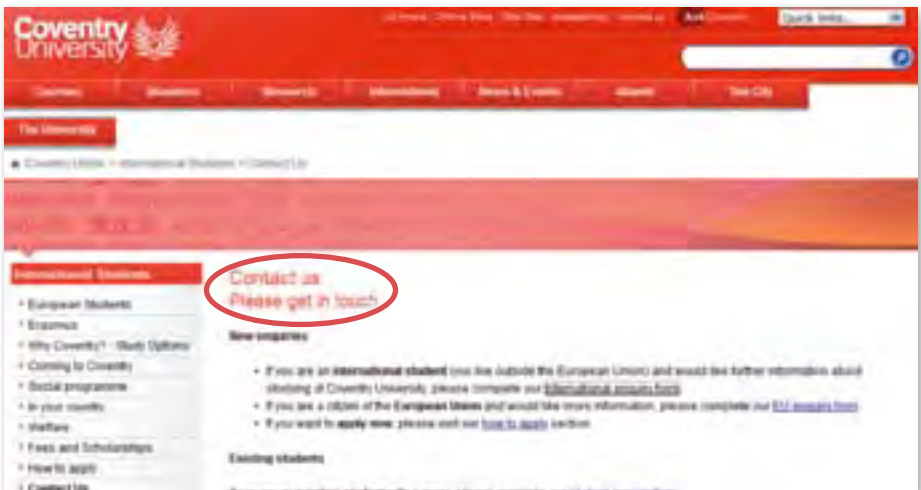 Coventry
University
Quick links...
Courses Business Research International News & Events Alumni The City
The University
Coventry Univ > International Students > Contact Us
International Students
Contact us
Please get in touch
• European Students
• Erasmus
• Why Coventry? - Study Options
• Coming to Coventry
• Social programme
• In your country
• Welfare
• Fees and Scholarships
• How to apply
• Contact Us
New enquiries
• If you are an international student (you live outside the European Union) and would like further information about
studying at Coventry University, please complete our International enquiry form.
• If you are a citizen of the European Union and would like more information, please complete our EU enquiry form.
• If you want to apply now, please visit our how to apply section.
Existing students